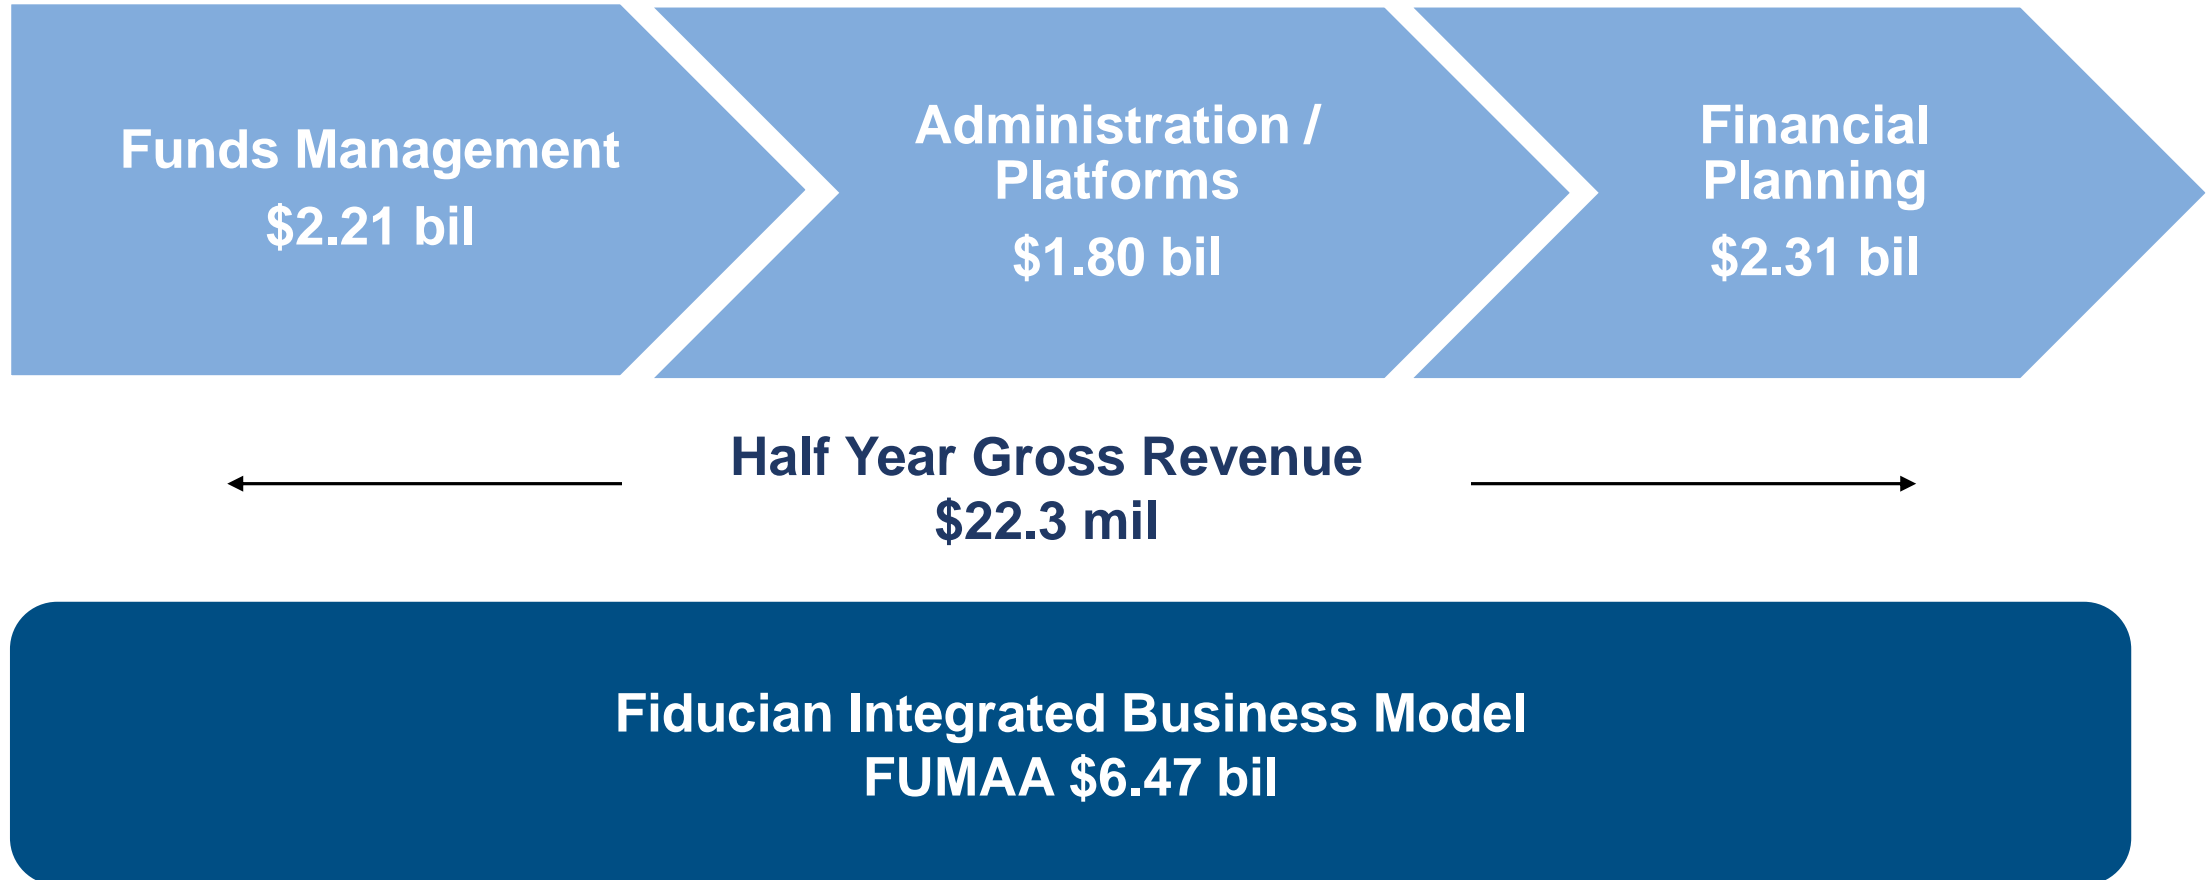 Funds Management
$2.21 bil
Administration /
Platforms
$1.80 bil
Financial
Planning
$2.31 bil
Half Year Gross Revenue
$22.3 mil
Fiducian Integrated Business Model
FUMAA $6.47 bil